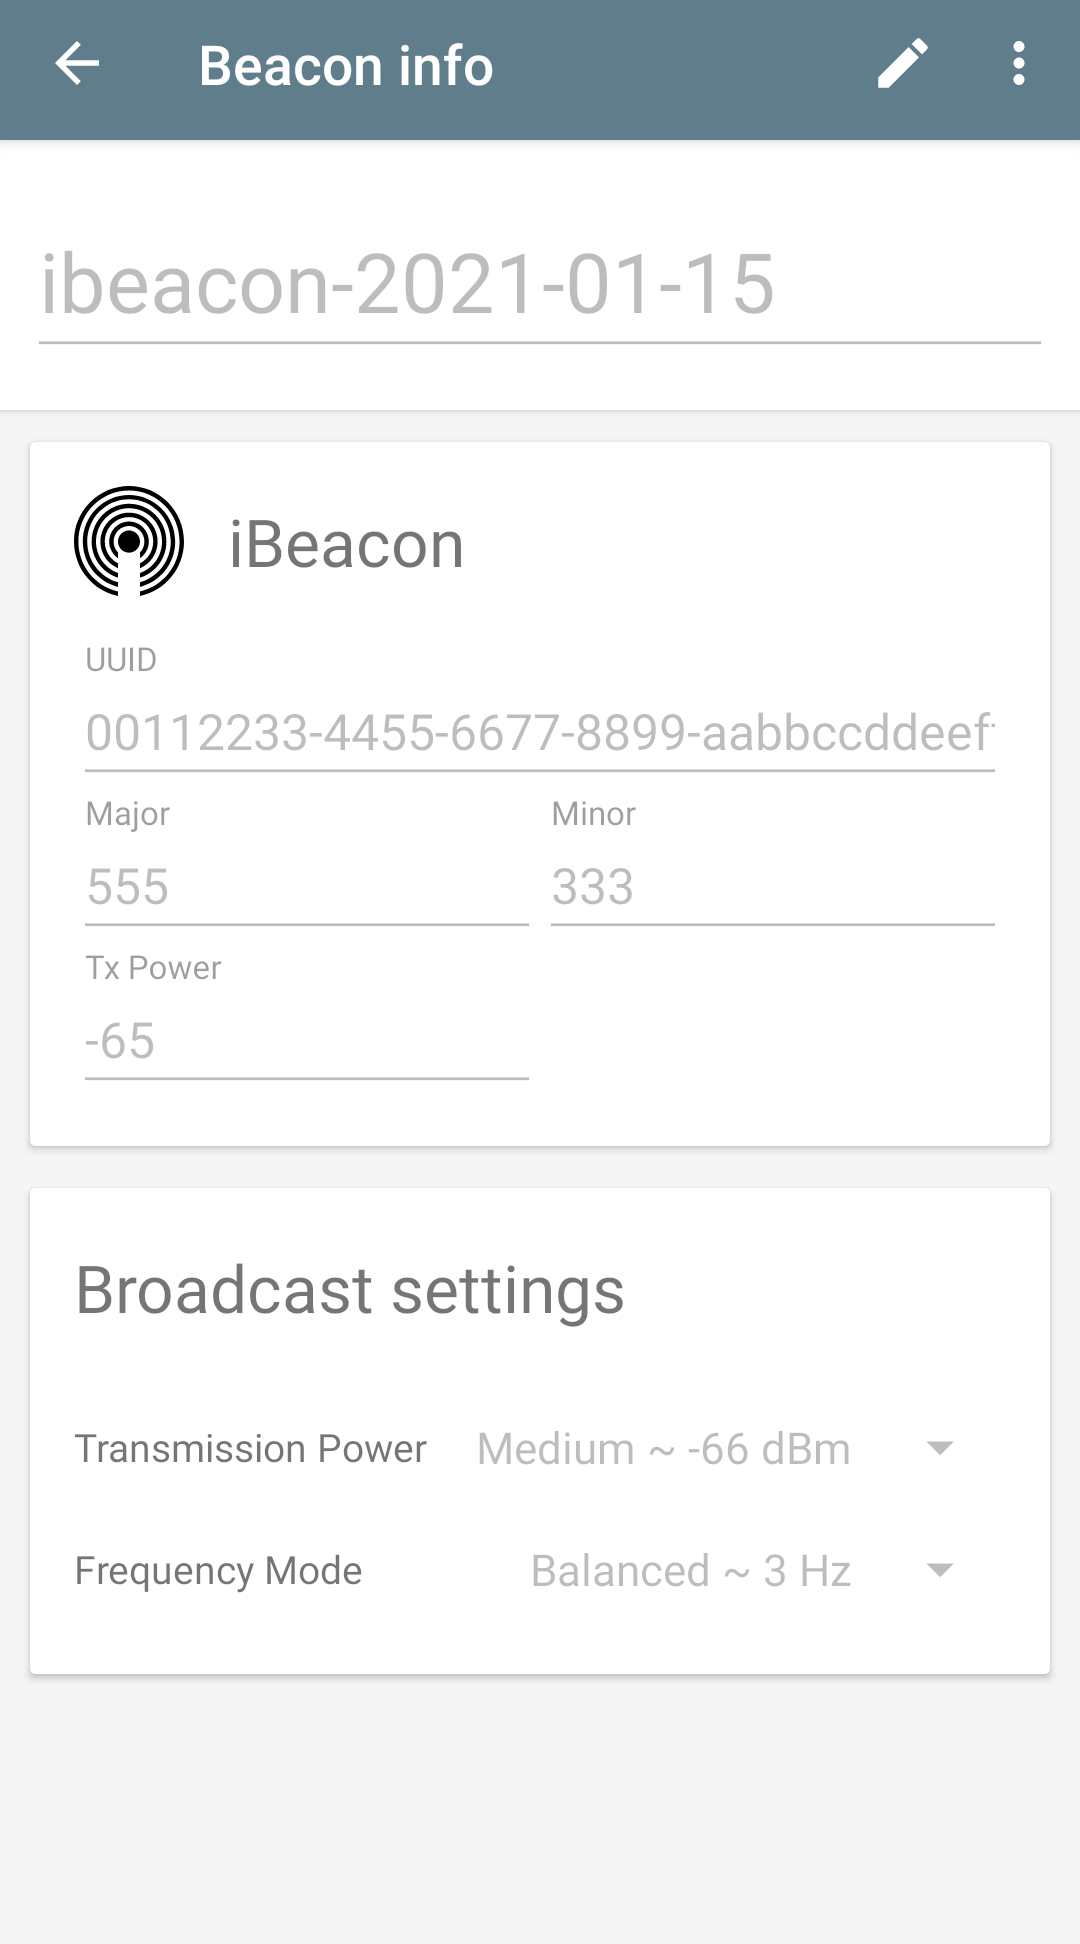 Beacon info
ibeacon-2021-01-15
iBeacon
UUID
00112233-4455-6677-8899-aabbccddeef
Major
Minor
555
333
Tx Power
-65
Broadcast settings
Transmission Power Medium ~ -66 dBm
Frequency Mode Balanced ~ 3 Hz